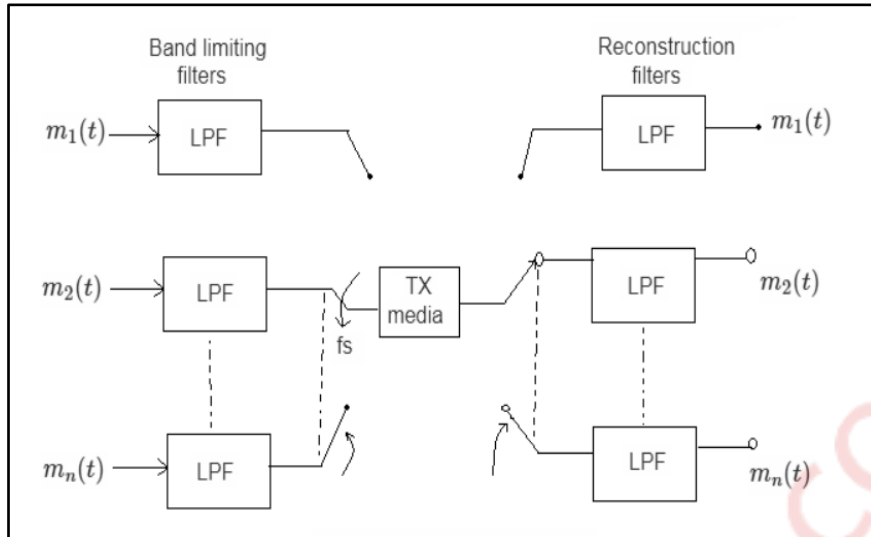 Band limiting
filters
Reconstruction
filters
m₁(t)
LPF
LPF
m₁(t)
m₂(t)
LPF
TX
media
LPF
m₂(t)
fs
mₙ(t)
LPF
LPF
mₙ(t)